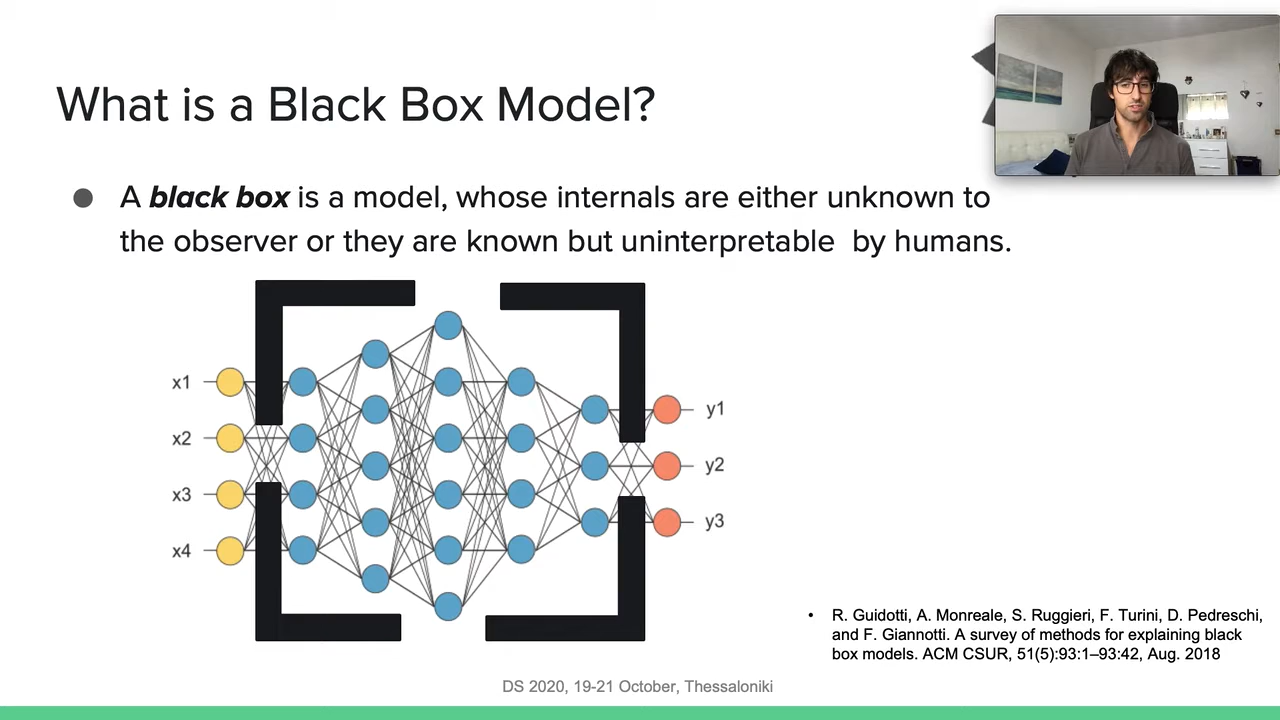 What is a Black Box Model?
● A black box is a model, whose internals are either unknown to
the observer or they are known but uninterpretable by humans.
x1
x2
x3
x4
y1
y2
y3
• R. Guidotti, A. Monreale, S. Ruggieri, F. Turini, D. Pedreschi,
and F. Giannotti. A survey of methods for explaining black
box models. ACM CSUR, 51(5):93:1–93:42, Aug. 2018
DS 2020, 19-21 October, Thessaloniki